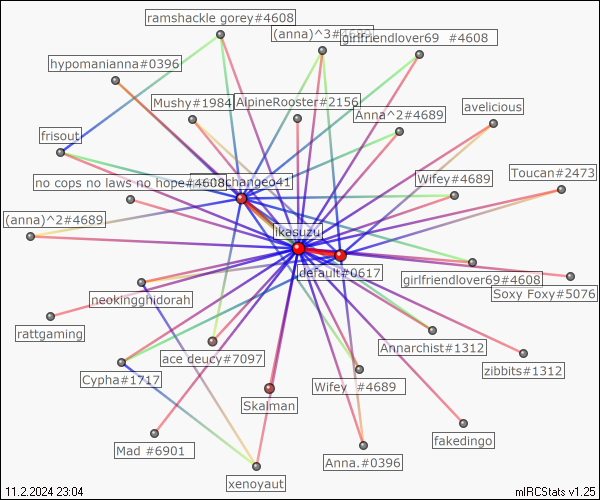 ramshackle gorey#4608
(anna)^3#4689
girlfriendlover69 #4608
hypomanianna#0396
Mushy#1984
AlpineRooster#2156
Anna^2#4689
avelicious
frisout
Toucan#2473
no cops no laws no hope#4608
changeo41
Wifey#4689
(anna)^2#4689
ikasuzu
default#0617
girlfriendlover69#4608
Soxy Foxy#5076
neokingghidorah
rattgaming
Annarchist#1312
ace deucy#7097
zibbits#1312
Cypha#1717
Wifey #4689
Skalman
fakedingo
Mad #6901
Anna.#0396
xenoyaut
11.2.2024 23:04
mIRCStats v1.25